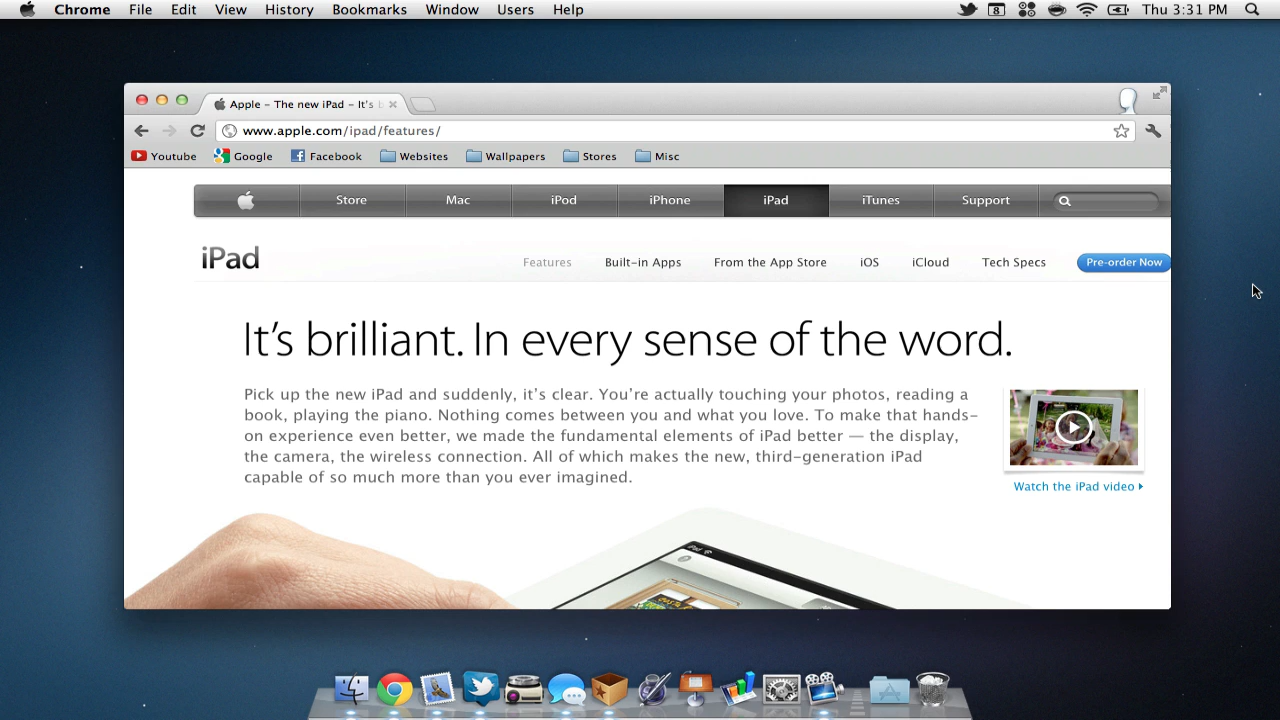 Chrome File Edit View History Bookmarks Window Users Help 8 Thu 3:31 PM
Apple – The new iPad – It's b
www.apple.com/ipad/features/
Youtube Google Facebook Websites Wallpapers Stores Misc
Store Mac iPod iPhone iPad iTunes Support
iPad Features Built-in Apps From the App Store iOS iCloud Tech Specs Pre-order Now
It's brilliant. In every sense of the word.
Pick up the new iPad and suddenly, it's clear. You're actually touching your photos, reading a
book, playing the piano. Nothing comes between you and what you love. To make that hands-
on experience even better, we made the fundamental elements of iPad better — the display,
the camera, the wireless connection. All of which makes the new, third-generation iPad
capable of so much more than you ever imagined.
Watch the iPad video
iPad